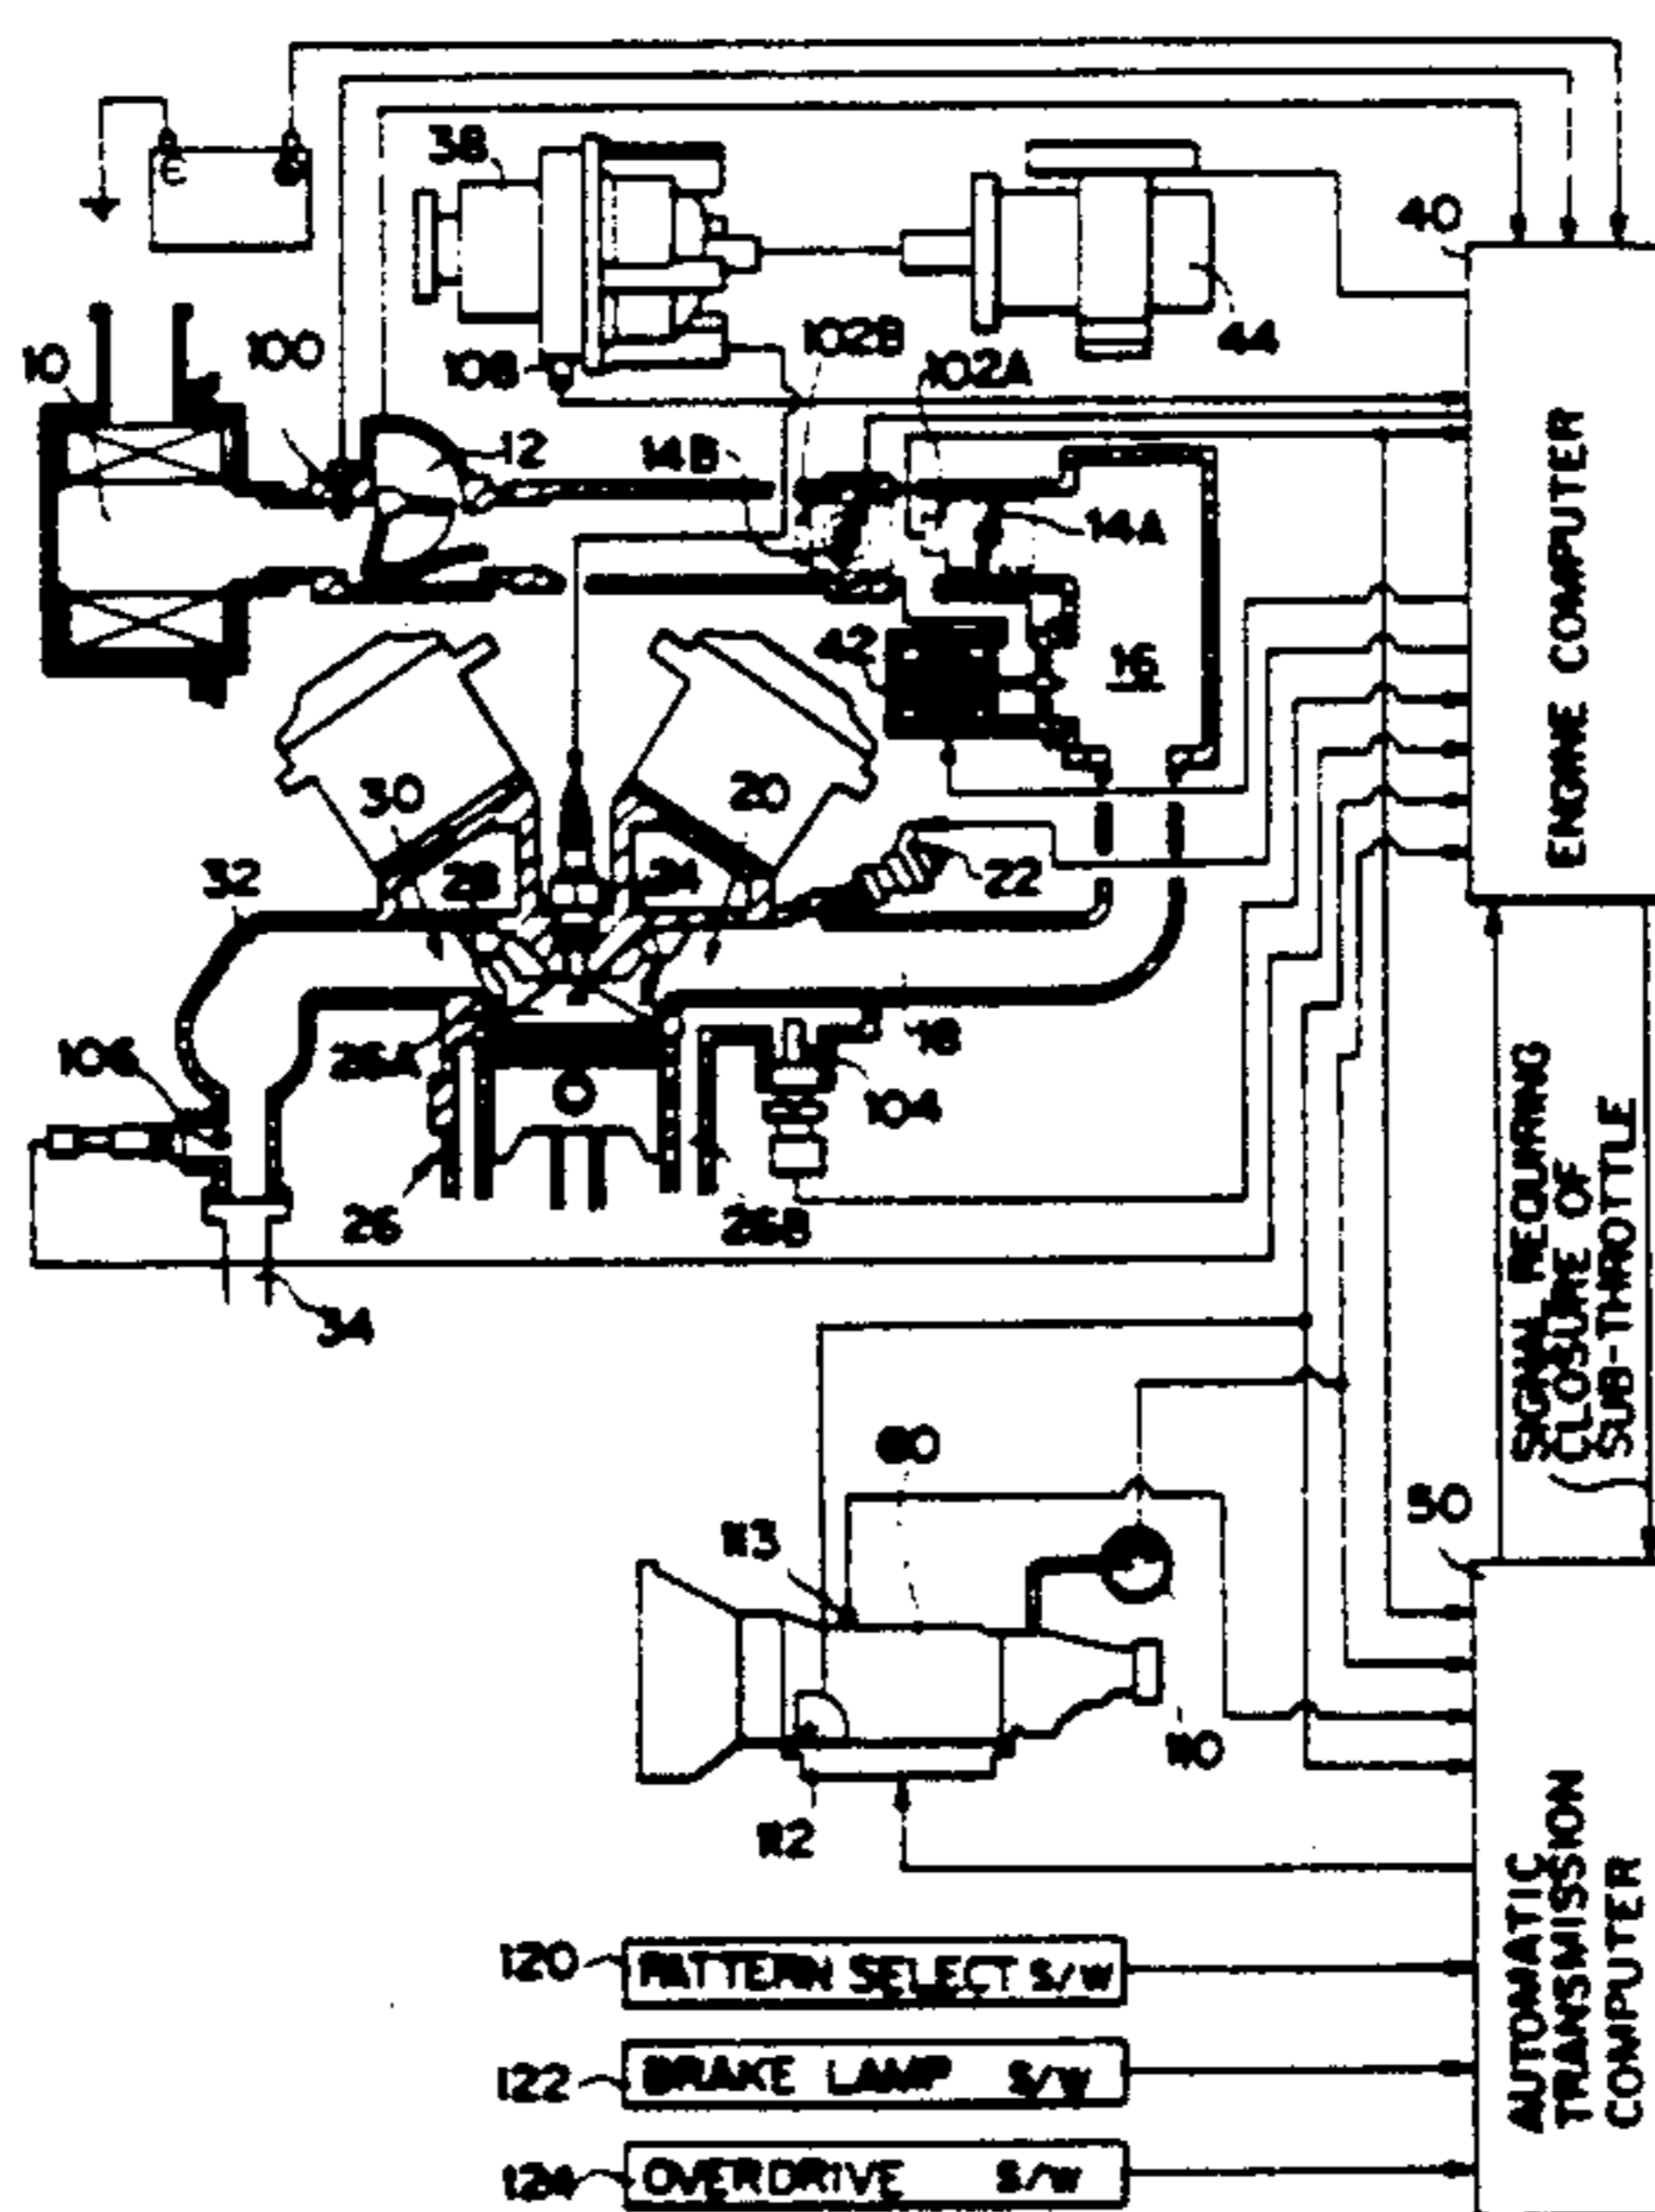 38
40
10
100
108
102B
102A
44
12
14B
14A
42
16
ENGINE COMPUTER
30
20
32
28
24
22
106
26A
18
104
26
26B
34
SIGNAL REQUIRING
CLOSURE OF
SUB-THROTTLE
50
113
110
112
AUTOMATIC
TRANSMISSION
COMPUTER
120
PATTERN SELECT S/W
122
BRAKE LAMP S/W
124
OVERDRIVE S/W